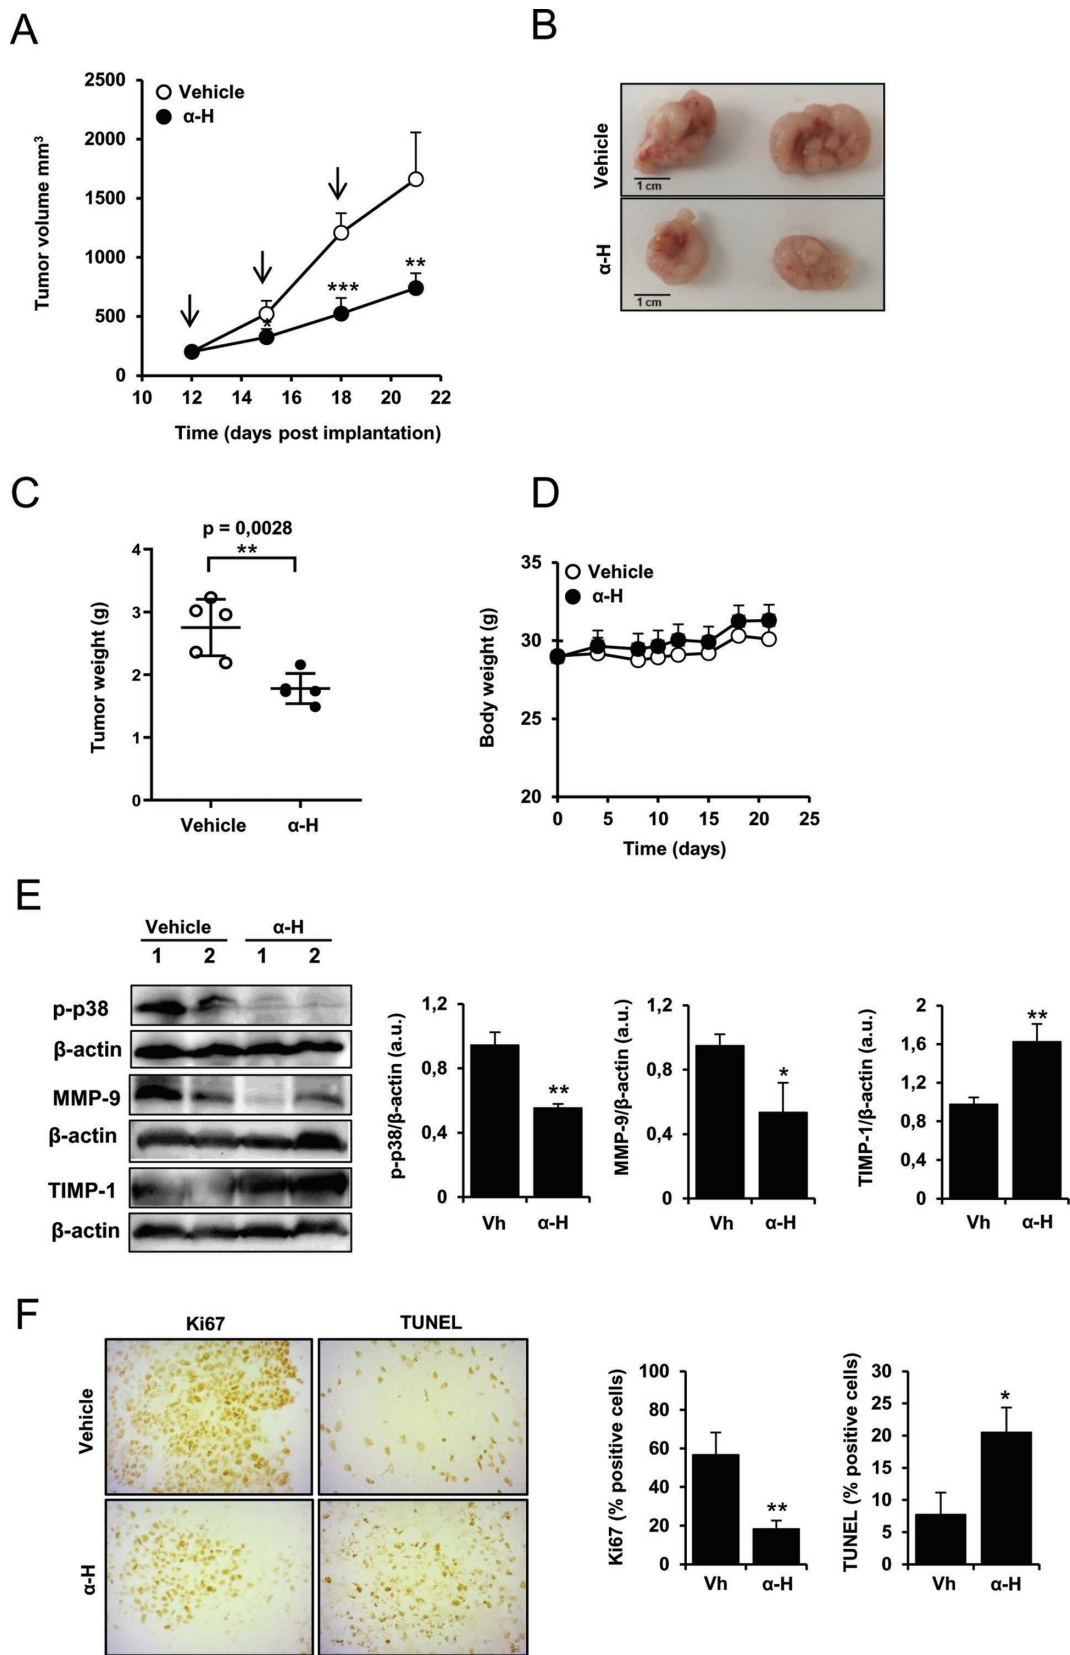 A
2500
2000
1500
1000
500
0
Tumor volume mm³
Vehicle
α-H
*
***
**
10 12 14 16 18 20 22
Time (days post implantation)
B
Vehicle
1 cm
α-H
1 cm
C
p = 0,0028
**
4
3
2
1
0
Tumor weight (g)
Vehicle α-H
D
35
30
25
20
Body weight (g)
Vehicle
α-H
0 5 10 15 20 25
Time (days)
E
Vehicle α-H
1 2 1 2
p-p38
β-actin
MMP-9
β-actin
TIMP-1
β-actin
p-p38/β-actin (a.u.)
1,2
0,8
0,4
0
**
Vh α-H
MMP-9/β-actin (a.u.)
1,2
0,8
0,4
0
*
Vh α-H
TIMP-1/β-actin (a.u.)
2
1,6
1,2
0,8
0,4
0
**
Vh α-H
F
Ki67 TUNEL
Vehicle
α-H
Ki67 (% positive cells)
100
80
60
40
20
0
**
Vh α-H
TUNEL (% positive cells)
30
25
20
15
10
5
0
*
Vh α-H